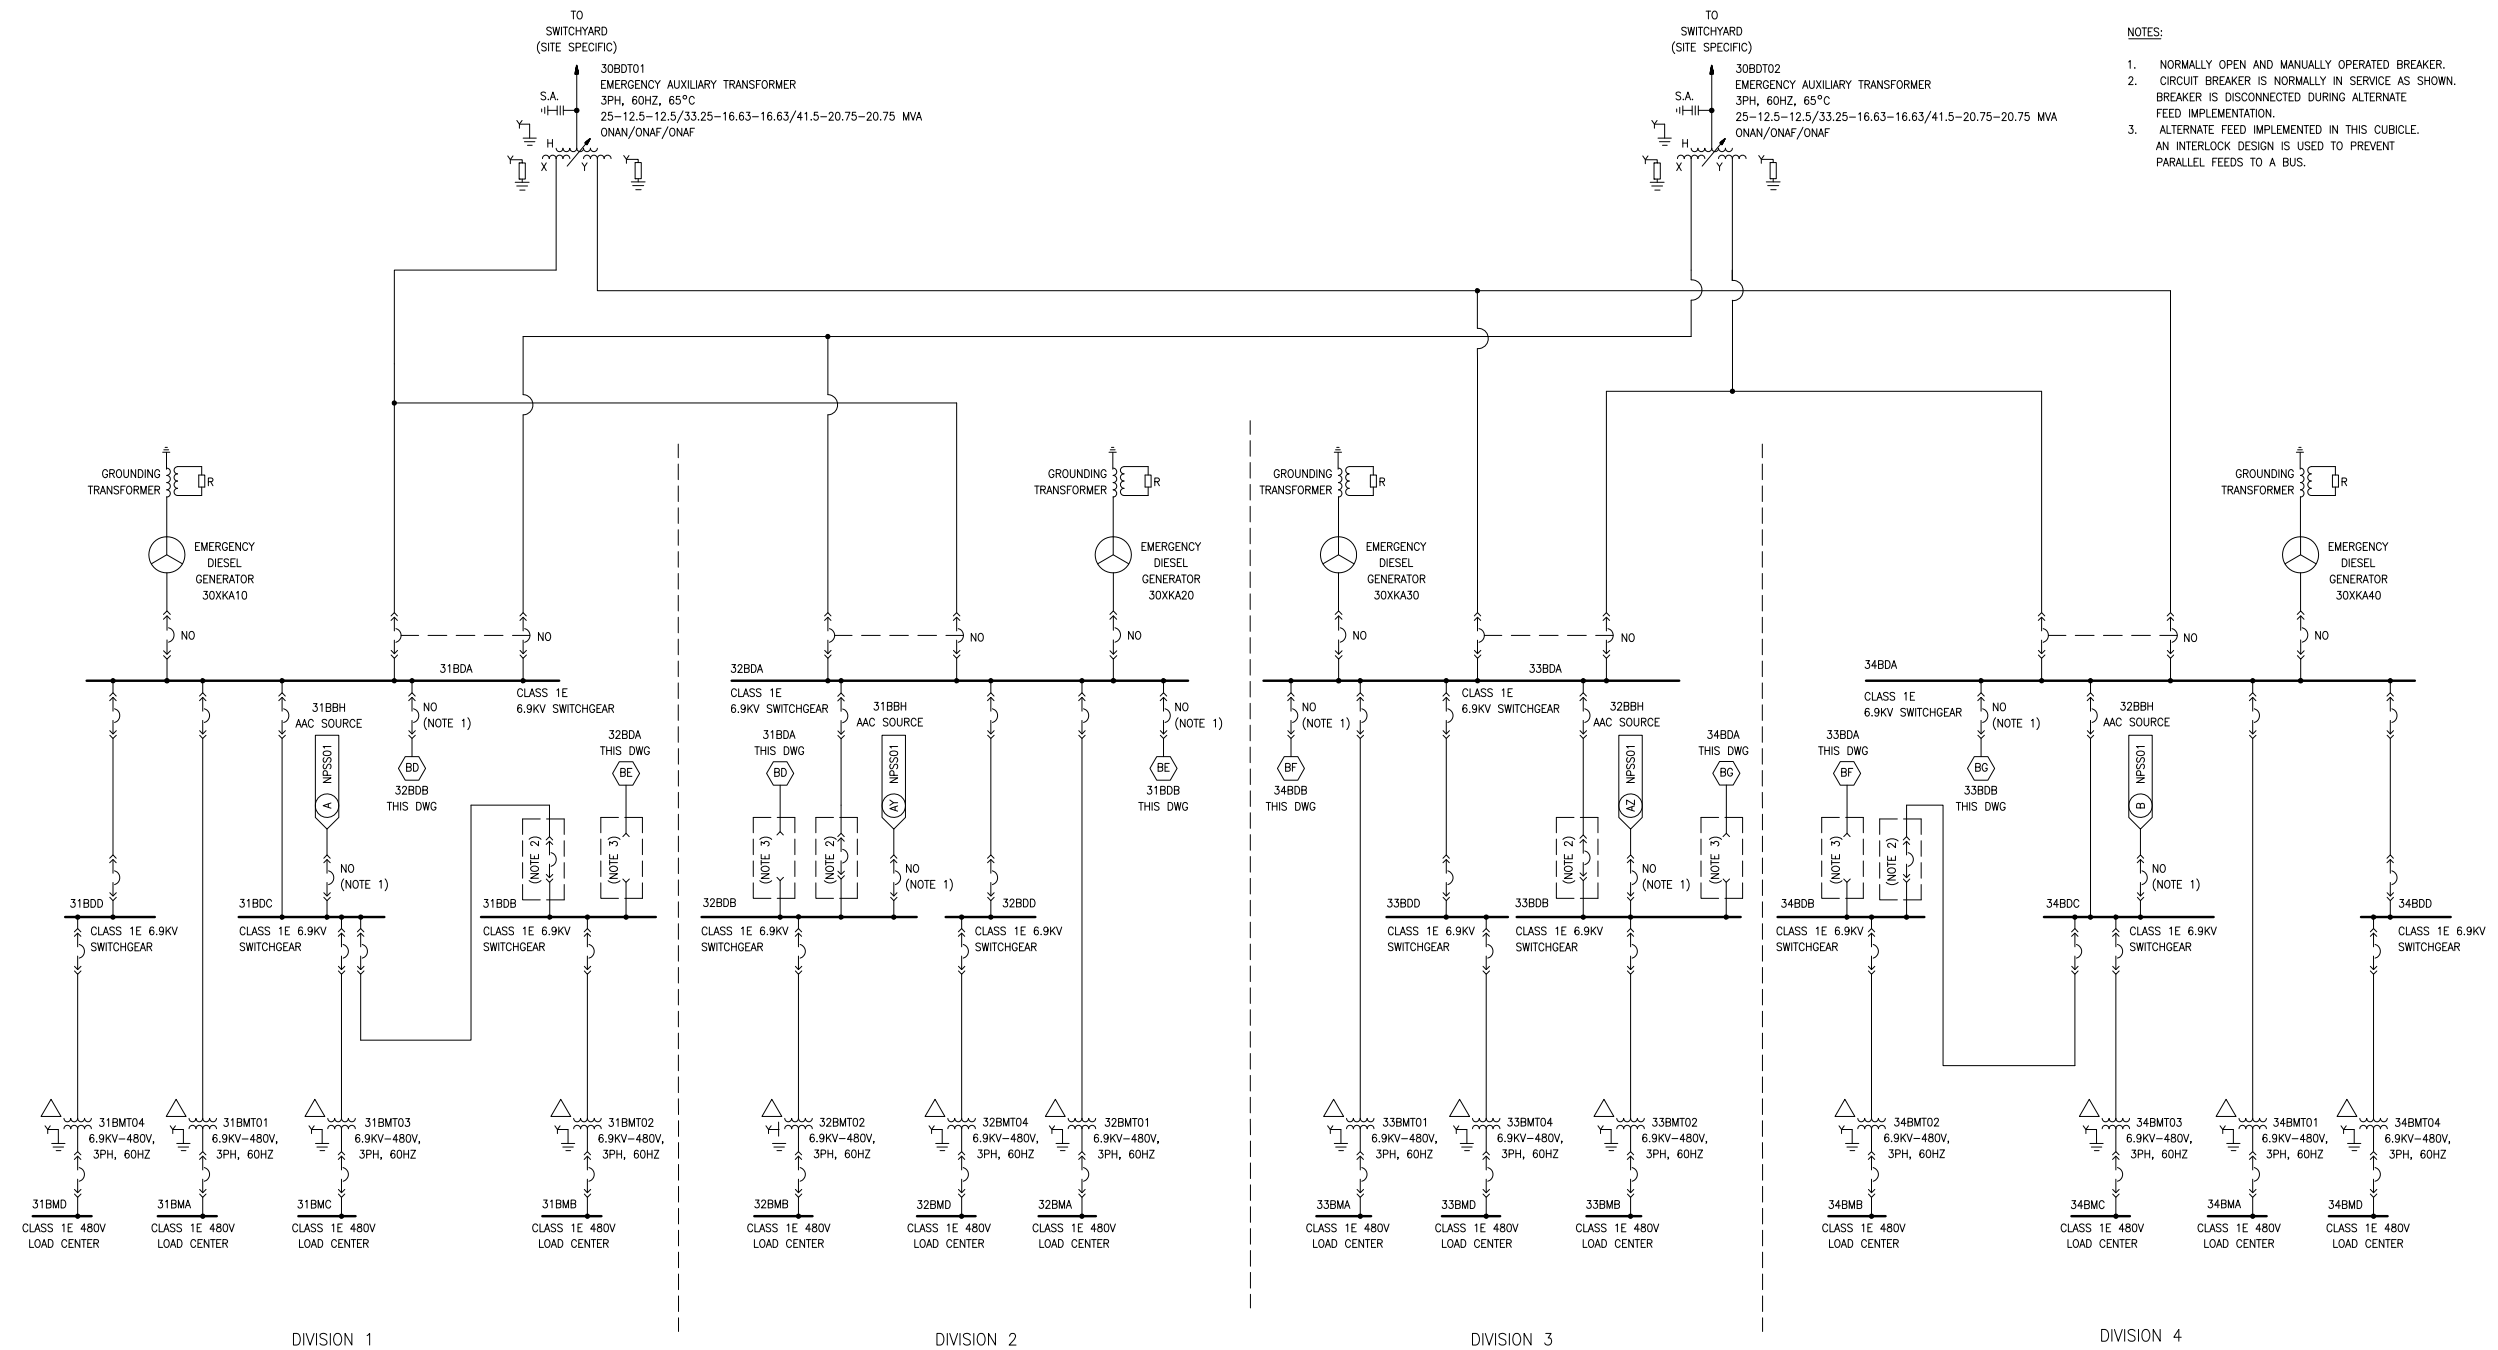 TO
SWITCHYARD
(SITE SPECIFIC)
30BDT01
EMERGENCY AUXILIARY TRANSFORMER
3PH, 60HZ, 65°C
25-12.5-12.5/33.25-16.63-16.63/41.5-20.75-20.75 MVA
ONAN/ONAF/ONAF
S.A.
Y
H
Y
Y
X
Y
TO
SWITCHYARD
(SITE SPECIFIC)
30BDT02
EMERGENCY AUXILIARY TRANSFORMER
3PH, 60HZ, 65°C
25-12.5-12.5/33.25-16.63-16.63/41.5-20.75-20.75 MVA
ONAN/ONAF/ONAF
S.A.
Y
H
Y
Y
X
Y
NOTES:
1. NORMALLY OPEN AND MANUALLY OPERATED BREAKER.
2. CIRCUIT BREAKER IS NORMALLY IN SERVICE AS SHOWN.
BREAKER IS DISCONNECTED DURING ALTERNATE
FEED IMPLEMENTATION.
3. ALTERNATE FEED IMPLEMENTED IN THIS CUBICLE.
AN INTERLOCK DESIGN IS USED TO PREVENT
PARALLEL FEEDS TO A BUS.
GROUNDING
TRANSFORMER
R
EMERGENCY
DIESEL
GENERATOR
30XKA10
NO
NO
31BDA
CLASS 1E
6.9KV SWITCHGEAR
31BBH
AAC SOURCE
NPSS01
A
NO
(NOTE 1)
NO
(NOTE 1)
BD
32BDB
THIS DWG
32BDA
THIS DWG
BE
(NOTE 2)
(NOTE 3)
31BDD
CLASS 1E 6.9KV
SWITCHGEAR
31BDC
CLASS 1E 6.9KV
SWITCHGEAR
31BDB
CLASS 1E 6.9KV
SWITCHGEAR
Y
31BMT04
6.9KV-480V,
3PH, 60HZ
Y
31BMT01
6.9KV-480V,
3PH, 60HZ
Y
31BMT03
6.9KV-480V,
3PH, 60HZ
Y
31BMT02
6.9KV-480V,
3PH, 60HZ
31BMD
CLASS 1E 480V
LOAD CENTER
31BMA
CLASS 1E 480V
LOAD CENTER
31BMC
CLASS 1E 480V
LOAD CENTER
31BMB
CLASS 1E 480V
LOAD CENTER
DIVISION 1
GROUNDING
TRANSFORMER
R
EMERGENCY
DIESEL
GENERATOR
30XKA20
NO
NO
32BDA
CLASS 1E
6.9KV SWITCHGEAR
31BBH
AAC SOURCE
NPSS01
AY
NO
(NOTE 1)
31BDA
THIS DWG
BD
(NOTE 3)
(NOTE 2)
NO
(NOTE 1)
BE
31BDB
THIS DWG
32BDB
CLASS 1E 6.9KV
SWITCHGEAR
32BDD
CLASS 1E 6.9KV
SWITCHGEAR
Y
32BMT02
6.9KV-480V,
3PH, 60HZ
Y
32BMT04
6.9KV-480V,
3PH, 60HZ
Y
32BMT01
6.9KV-480V,
3PH, 60HZ
32BMB
CLASS 1E 480V
LOAD CENTER
32BMD
CLASS 1E 480V
LOAD CENTER
32BMA
CLASS 1E 480V
LOAD CENTER
DIVISION 2
GROUNDING
TRANSFORMER
R
EMERGENCY
DIESEL
GENERATOR
30XKA30
NO
NO
33BDA
CLASS 1E
6.9KV SWITCHGEAR
NO
(NOTE 1)
BF
34BDB
THIS DWG
32BBH
AAC SOURCE
NPSS01
AZ
NO
(NOTE 1)
34BDA
THIS DWG
BG
(NOTE 2)
(NOTE 3)
33BDD
CLASS 1E 6.9KV
SWITCHGEAR
33BDB
CLASS 1E 6.9KV
SWITCHGEAR
Y
33BMT01
6.9KV-480V,
3PH, 60HZ
Y
33BMT04
6.9KV-480V,
3PH, 60HZ
Y
33BMT02
6.9KV-480V,
3PH, 60HZ
33BMA
CLASS 1E 480V
LOAD CENTER
33BMD
CLASS 1E 480V
LOAD CENTER
33BMB
CLASS 1E 480V
LOAD CENTER
DIVISION 3
GROUNDING
TRANSFORMER
R
EMERGENCY
DIESEL
GENERATOR
30XKA40
NO
NO
34BDA
CLASS 1E
6.9KV SWITCHGEAR
NO
(NOTE 1)
BG
33BDB
THIS DWG
33BDA
THIS DWG
BF
(NOTE 3)
(NOTE 2)
32BBH
AAC SOURCE
NPSS01
B
NO
(NOTE 1)
34BDB
CLASS 1E 6.9KV
SWITCHGEAR
34BDC
CLASS 1E 6.9KV
SWITCHGEAR
34BDD
CLASS 1E 6.9KV
SWITCHGEAR
Y
34BMT02
6.9KV-480V,
3PH, 60HZ
Y
34BMT03
6.9KV-480V,
3PH, 60HZ
Y
34BMT01
6.9KV-480V,
3PH, 60HZ
Y
34BMT04
6.9KV-480V,
3PH, 60HZ
34BMB
CLASS 1E 480V
LOAD CENTER
34BMC
CLASS 1E 480V
LOAD CENTER
34BMA
CLASS 1E 480V
LOAD CENTER
34BMD
CLASS 1E 480V
LOAD CENTER
DIVISION 4